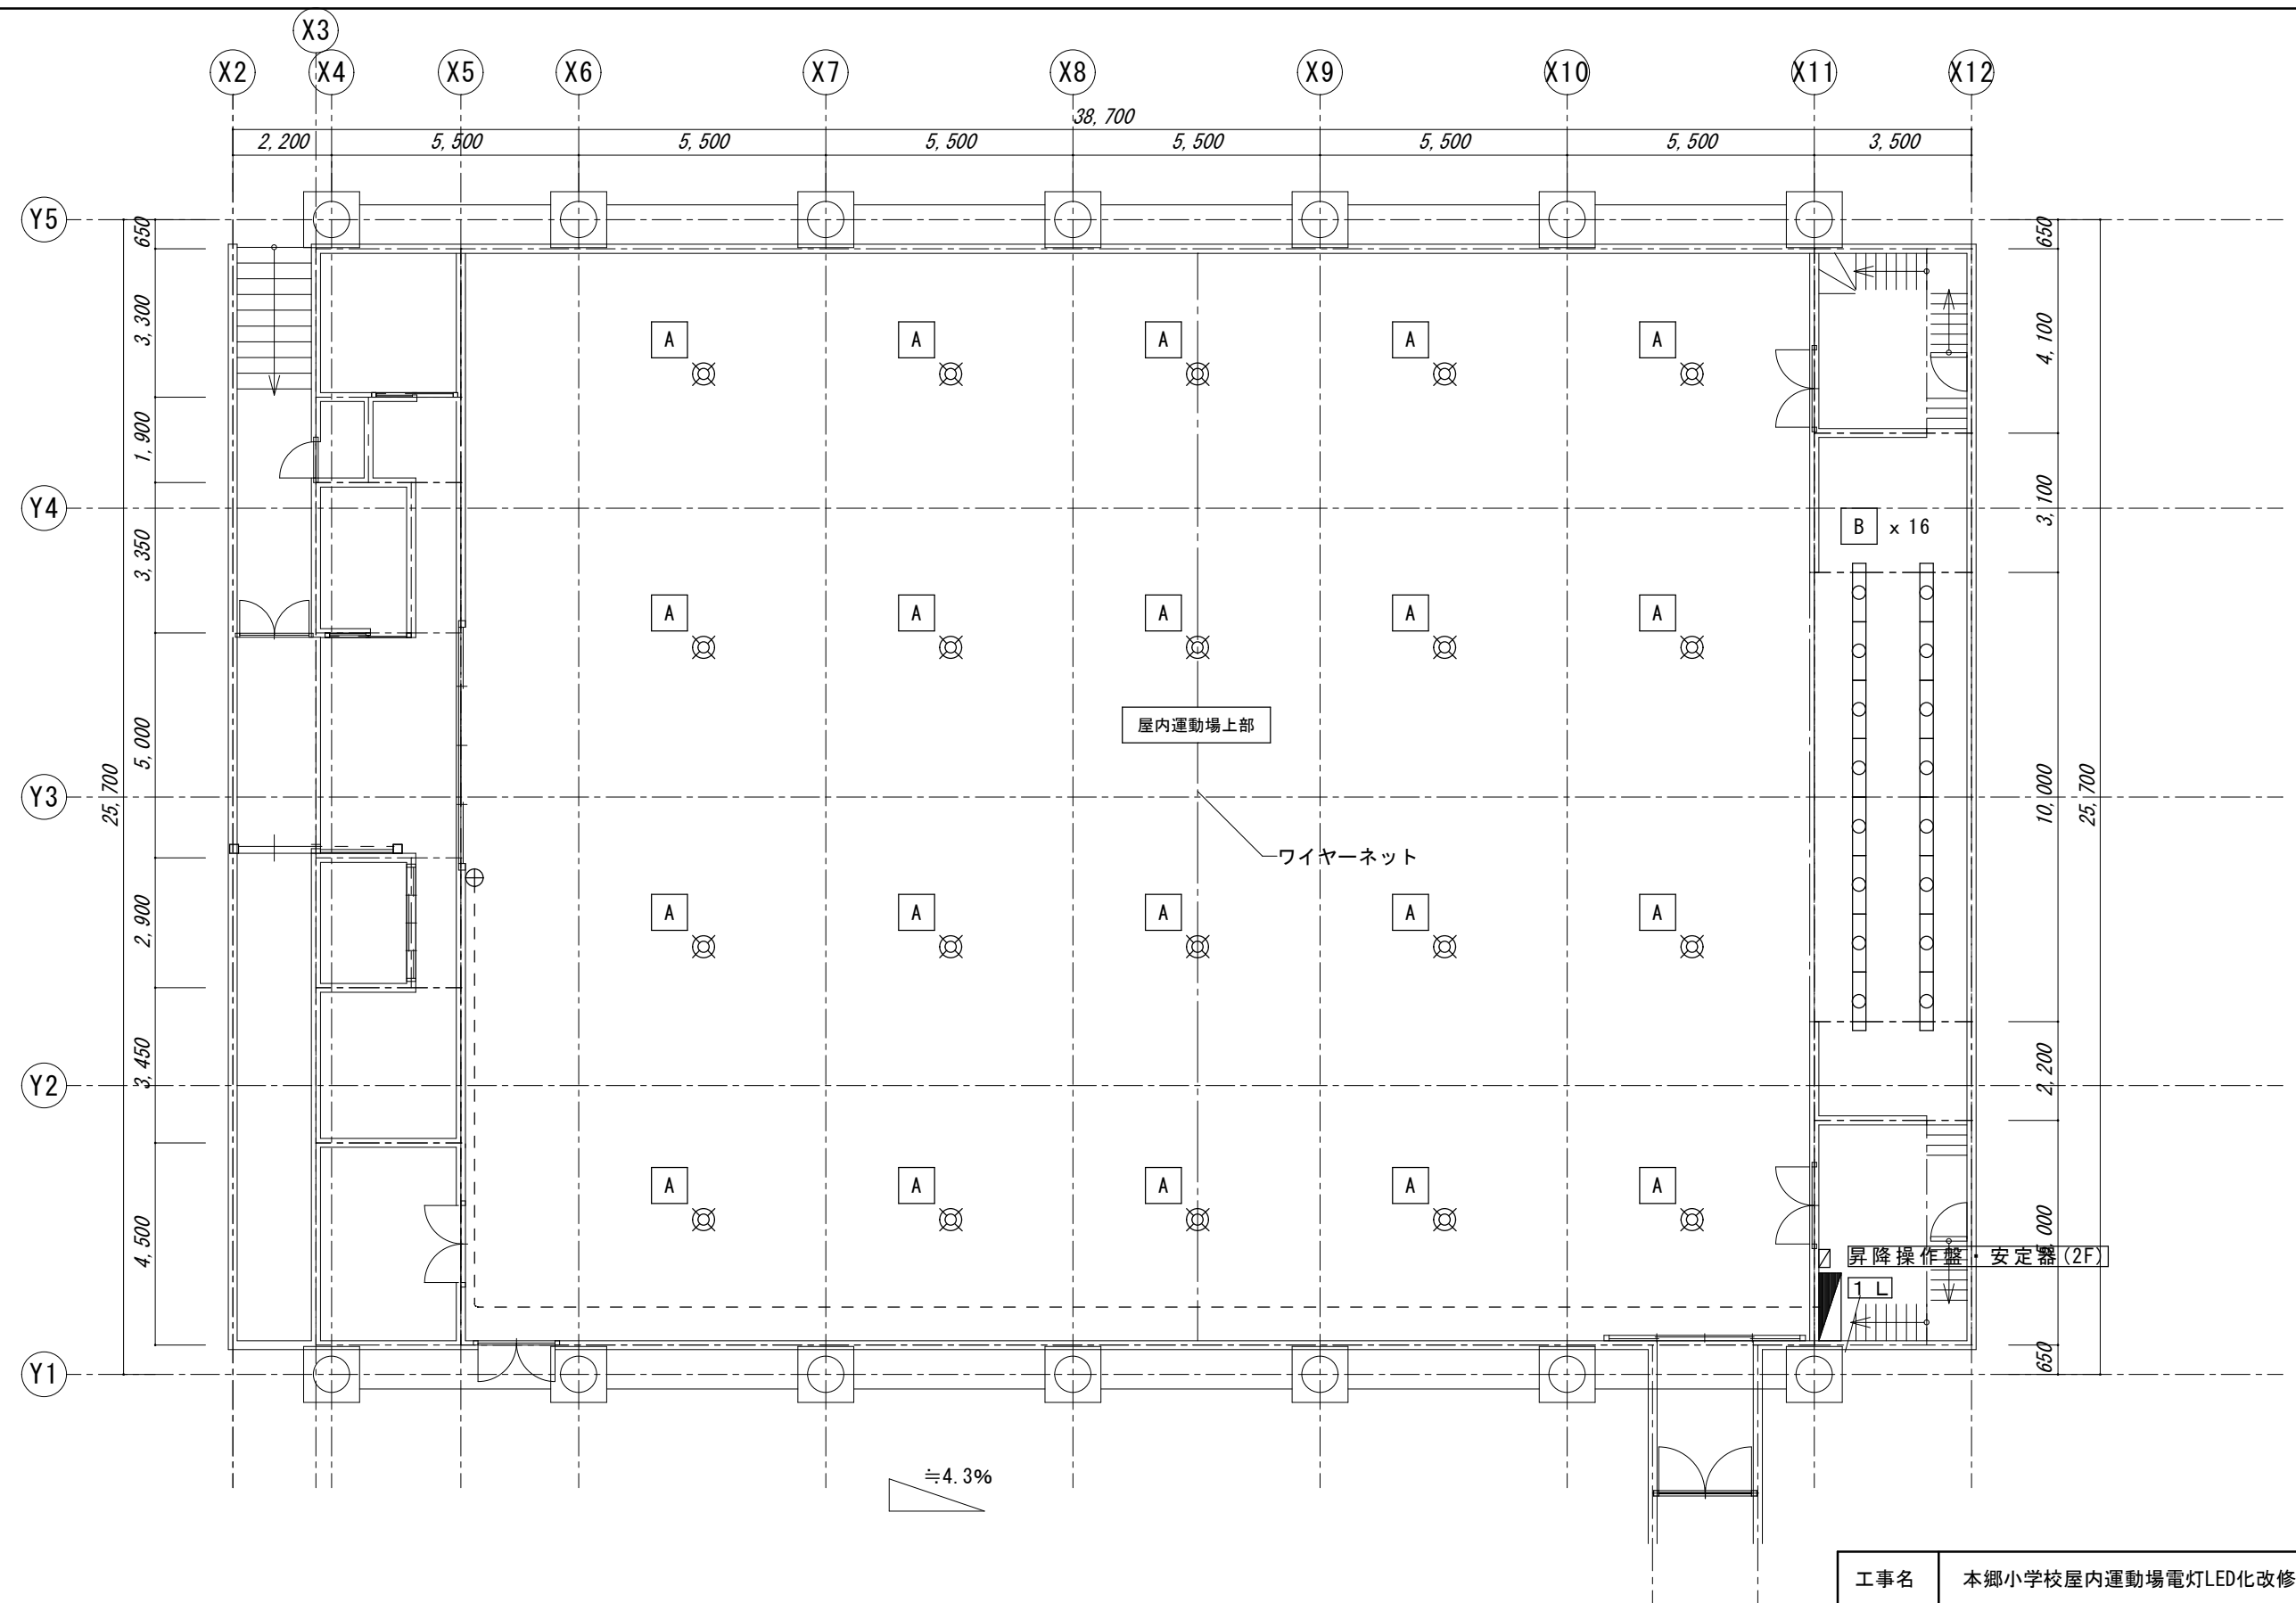 X3
X2
X4
X5
X6
X7
X8
X9
X10
X11
X12
38,700
2,200
5,500
5,500
5,500
5,500
5,500
5,500
3,500
Y5
650
650
3,300
4,100
A
A
A
A
A
1,900
Y4
3,100
B x 16
3,350
A
A
A
A
A
屋内運動場上部
5,000
Y3
25,700
10,000
25,700
ワイヤーネット
2,900
A
A
A
A
A
3,450
Y2
2,200
A
A
A
A
A
4,500
昇降操作盤・安定器(2F)
1 L
Y1
650
≒4.3%
工事名
本郷小学校屋内運動場電灯LED化改修